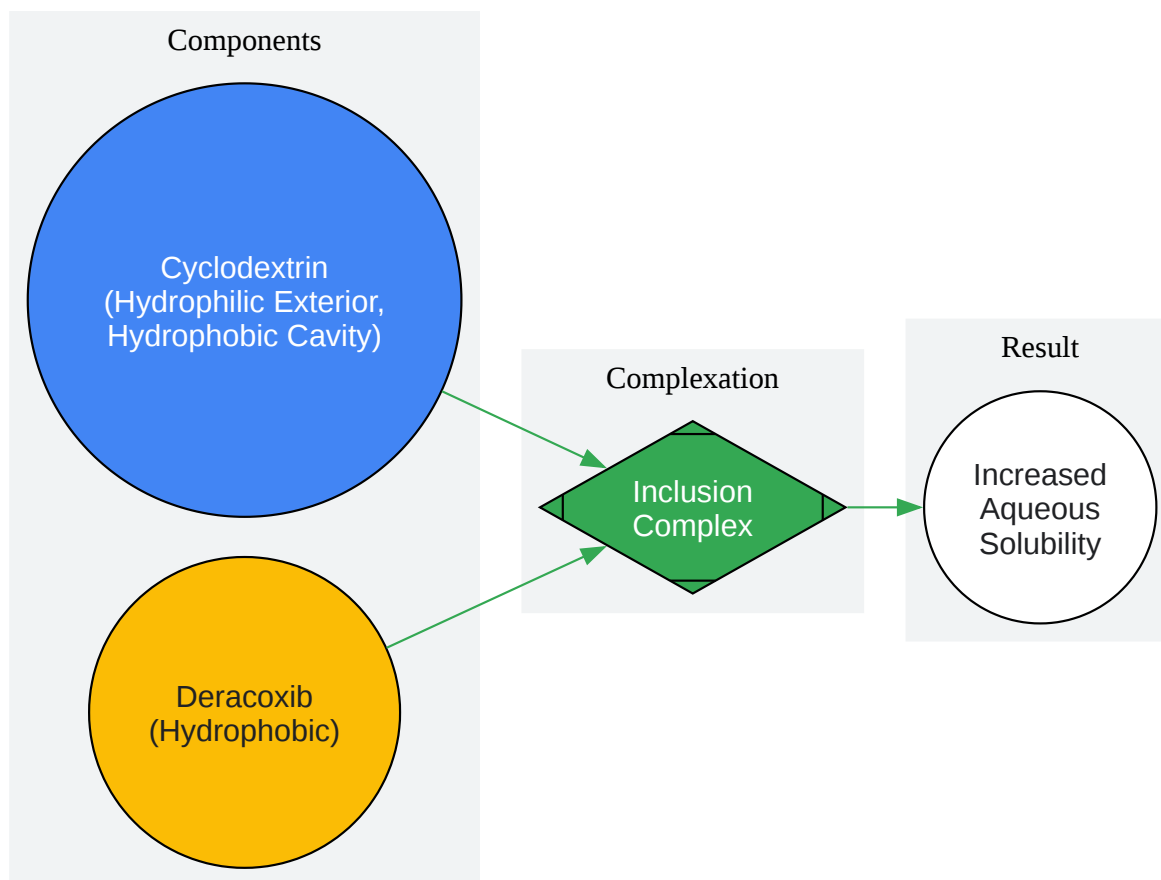 Components
Cyclodextrin
(Hydrophilic Exterior,
Hydrophobic Cavity)
Deracoxib
(Hydrophobic)
Complexation
Inclusion
Complex
Result
Increased
Aqueous
Solubility